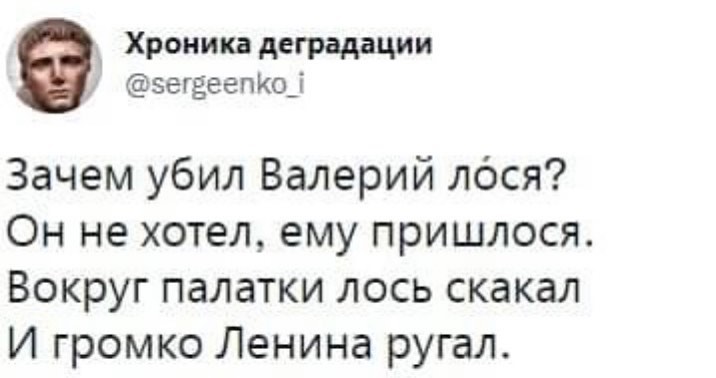 Хроника деградации
@sergeenko_i
Зачем убил Валерий ло́ся?
Он не хотел, ему пришлося.
Вокруг палатки лось скакал
И громко Ленина ругал.